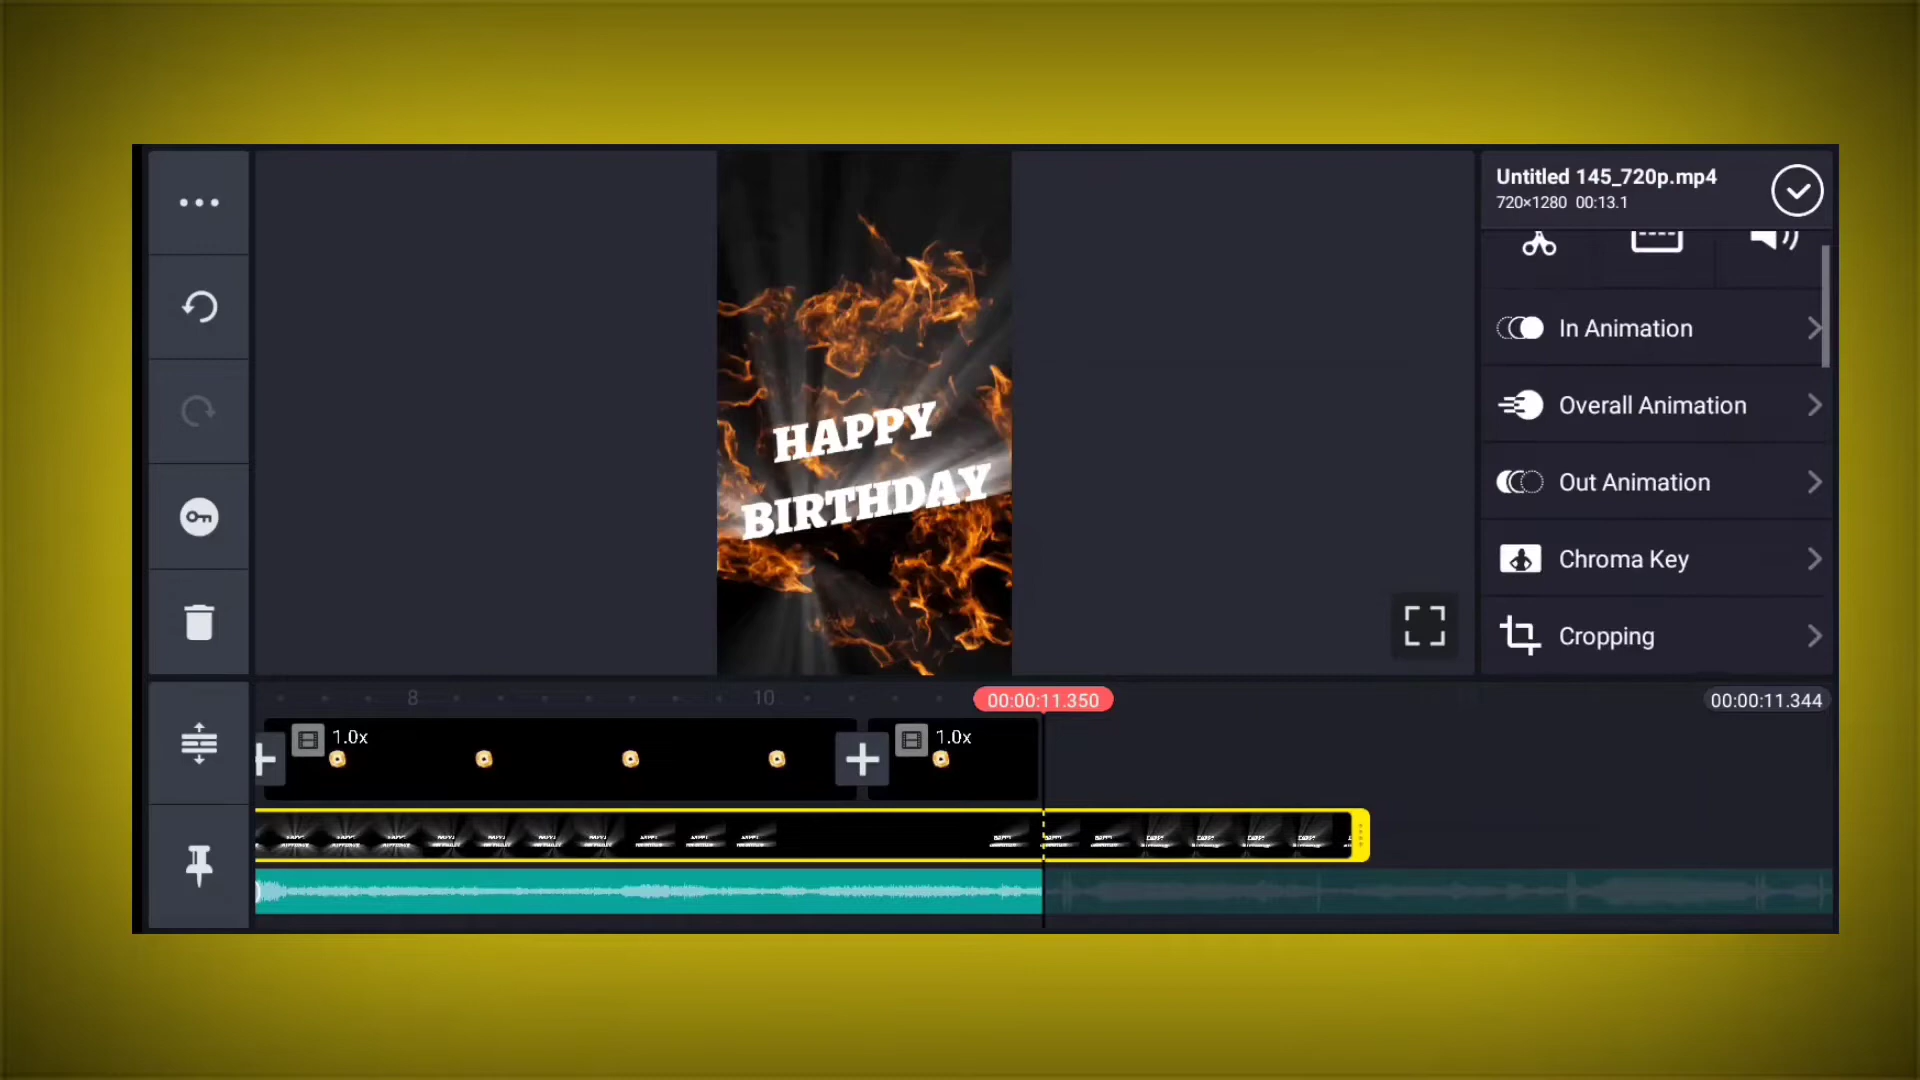 Untitled 145_720p.mp4
720×1280 00:13.1
In Animation
Overall Animation
Out Animation
Chroma Key
Cropping
HAPPY
BIRTHDAY
8
10
00:00:11.350
00:00:11.344
1.0x
1.0x